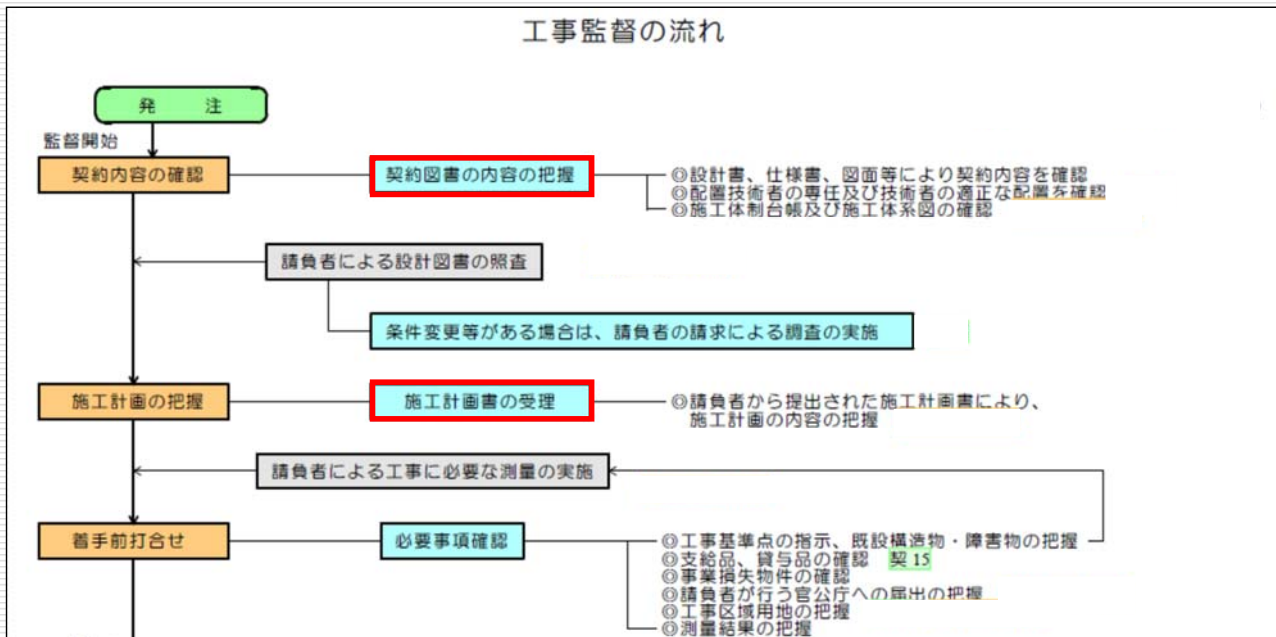 工事監督の流れ
発　　注
監督開始
契約内容の確認
契約図書の内容の把握
◎設計書、仕様書、図面等により契約内容を確認
◎配置技術者の専任及び技術者の適正な配置を確認
◎施工体制台帳及び施工体系図の確認
請負者による設計図書の照査
条件変更等がある場合は、請負者の請求による調査の実施
施工計画の把握
施工計画書の受理
◎請負者から提出された施工計画書により、
施工計画の内容の把握
請負者による工事に必要な測量の実施
着手前打合せ
必要事項確認
◎工事基準点の指示、既設構造物・障害物の把握
◎支給品、貸与品の確認　契 15
◎事業損失物件の確認
◎請負者が行う官公庁への届出の把握
◎工事区域用地の把握
◎測量結果の把握